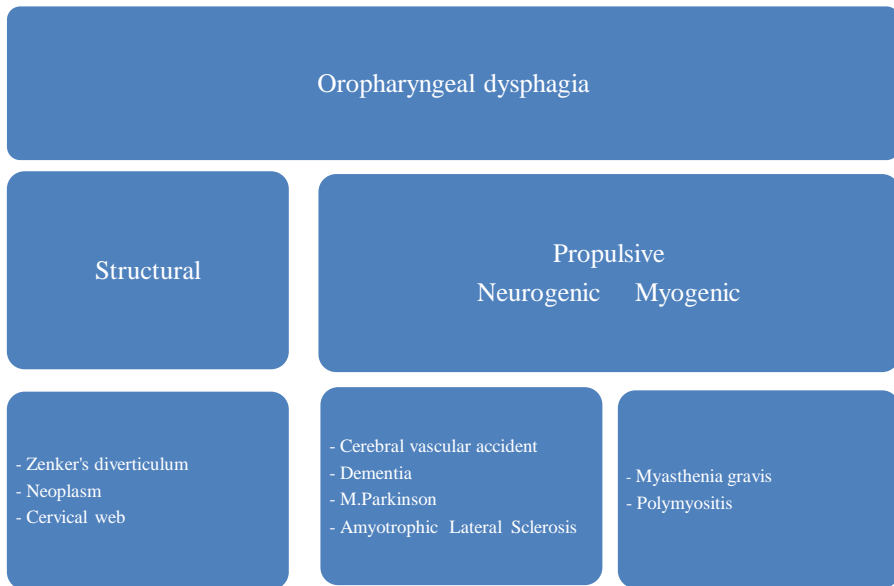 Oropharyngeal dysphagia
Structural
Propulsive
Neurogenic Myogenic
- Zenker's diverticulum
- Neoplasm
- Cervical web
- Cerebral vascular accident
- Dementia
- M.Parkinson
- Amyotrophic Lateral Sclerosis
- Myasthenia gravis
- Polymyositis